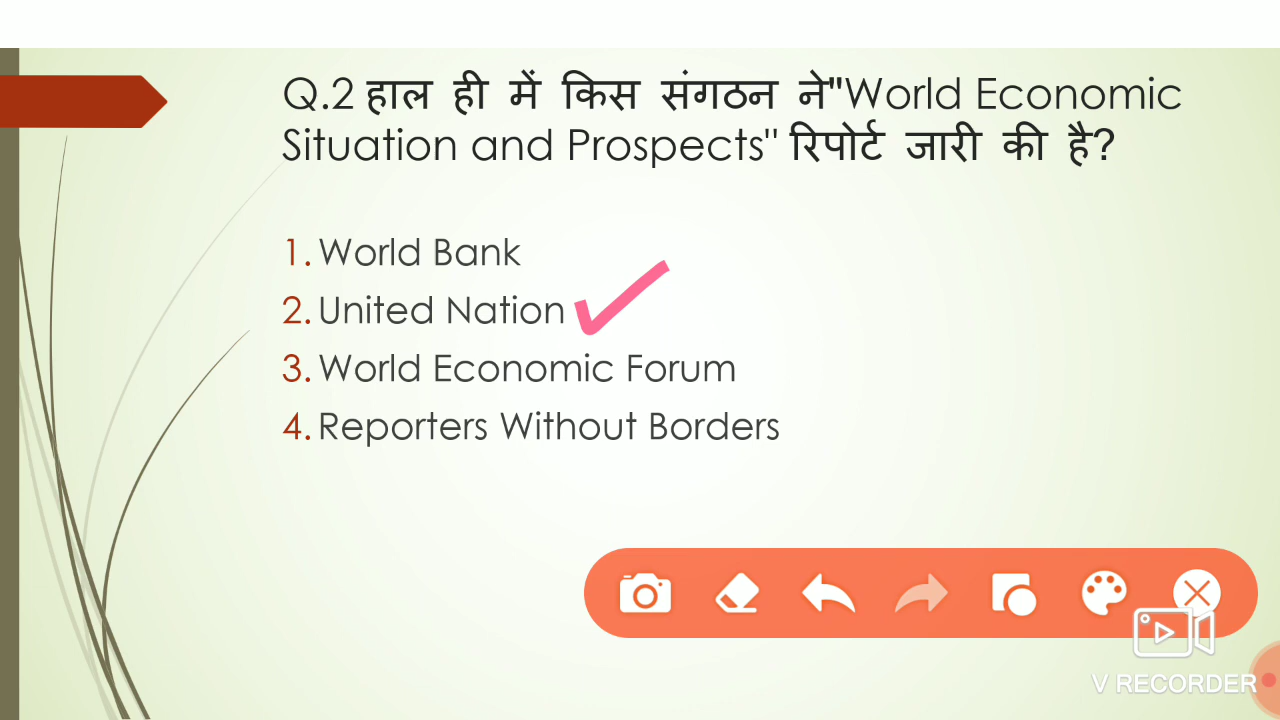 Q.2 हाल ही में किस संगठन ने"World Economic
Situation and Prospects" रिपोर्ट जारी की है?
1. World Bank
2. United Nation
3. World Economic Forum
4. Reporters Without Borders
V RECORDER